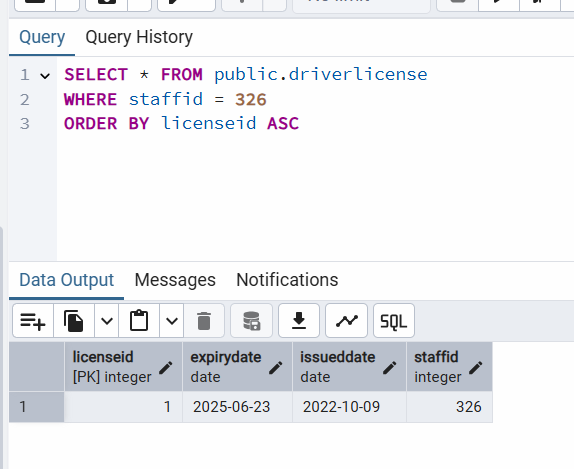 Query Query History
1 SELECT * FROM public.driverlicense
2 WHERE staffid = 326
3 ORDER BY licenseid ASC
Data Output Messages Notifications
SQL
licenseid expirydate issueddate staffid
[PK] integer date date integer
1 1 2025-06-23 2022-10-09 326